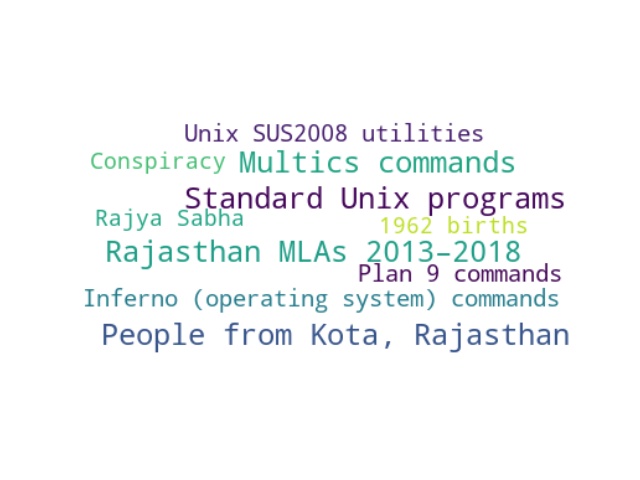 Unix SUS2008 utilities
Conspiracy Multics commands
Standard Unix programs
Rajya Sabha
1962 births
Rajasthan MLAs 2013–2018
Plan 9 commands
Inferno (operating system) commands
People from Kota, Rajasthan